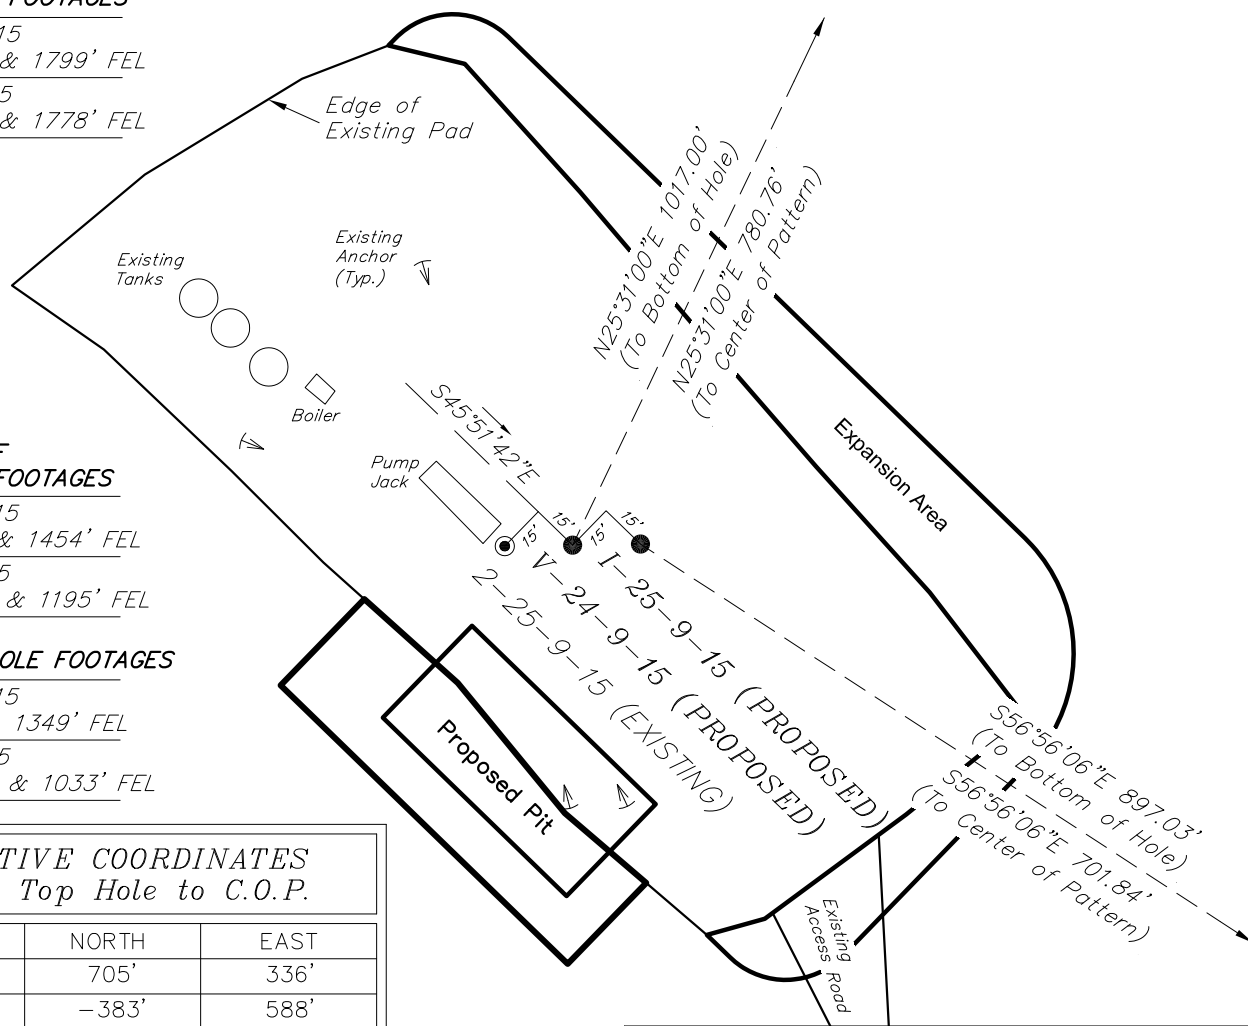 FOOTAGES
15
& 1799' FEL
5
& 1778' FEL
Edge of
Existing Pad
Existing
Tanks
Existing
Anchor
(Typ.)
Boiler
Pump
Jack
S45°51'42"E
N25°31'00"E 1017.00'
(To Bottom of Hole)
N25°31'00"E 780.76'
(To Center of Pattern)
Expansion Area
15'
15'
15'
15'
I-25-9-15 (PROPOSED)
V-24-9-15 (PROPOSED)
2-25-9-15 (EXISTING)
Proposed Pit
S56°56'06"E 897.03'
(To Bottom of Hole)
S56°56'06"E 701.84'
(To Center of Pattern)
Existing
Access Road
FOOTAGES
15
& 1454' FEL
5
& 1195' FEL
OLE FOOTAGES
15
1349' FEL
5
& 1033' FEL
TIVE COORDINATES
Top Hole to C.O.P.
NORTH EAST
705' 336'
-383' 588'